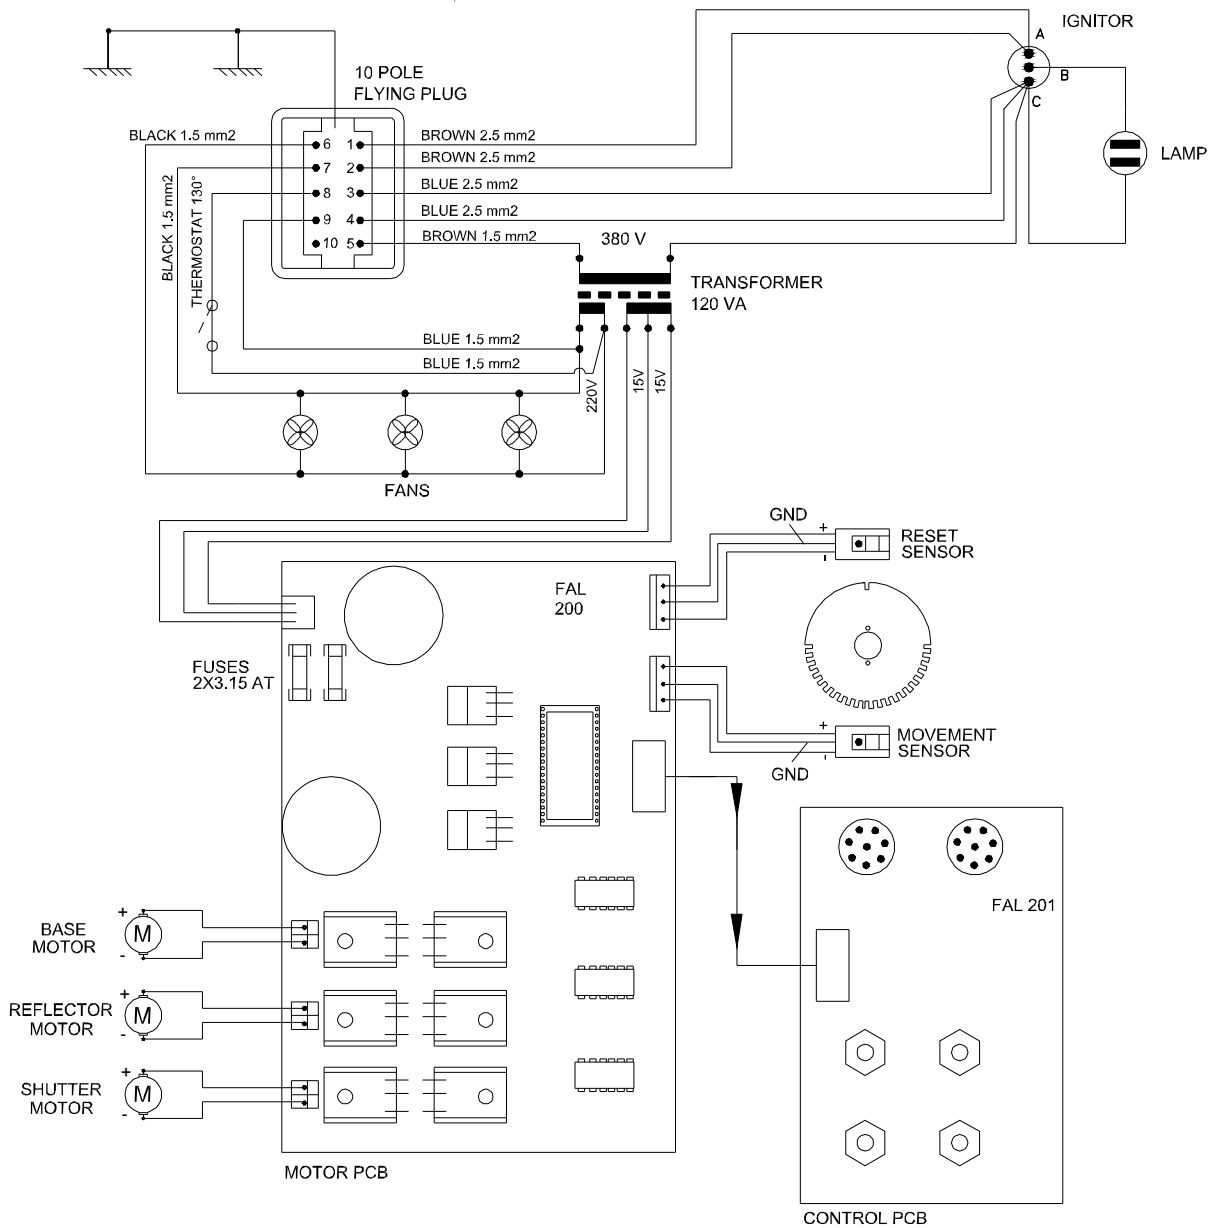 IGNITOR
A
B
C
10 POLE
FLYING PLUG
BLACK 1.5 mm2
6 1
BROWN 2.5 mm2
7 2
BROWN 2.5 mm2
8 3
BLUE 2.5 mm2
9 4
BLUE 2.5 mm2
10 5
BROWN 1.5 mm2
LAMP
BLACK 1.5 mm2
THERMOSTAT 130°
380 V
TRANSFORMER
120 VA
BLUE 1.5 mm2
BLUE 1.5 mm2
220V
15V
15V
FANS
GND
+
-
RESET
SENSOR
FAL
200
FUSES
2X3.15 AT
+
-
MOVEMENT
SENSOR
GND
FAL 201
BASE
MOTOR
+
M
-
REFLECTOR
MOTOR
+
M
-
SHUTTER
MOTOR
+
M
-
MOTOR PCB
CONTROL PCB